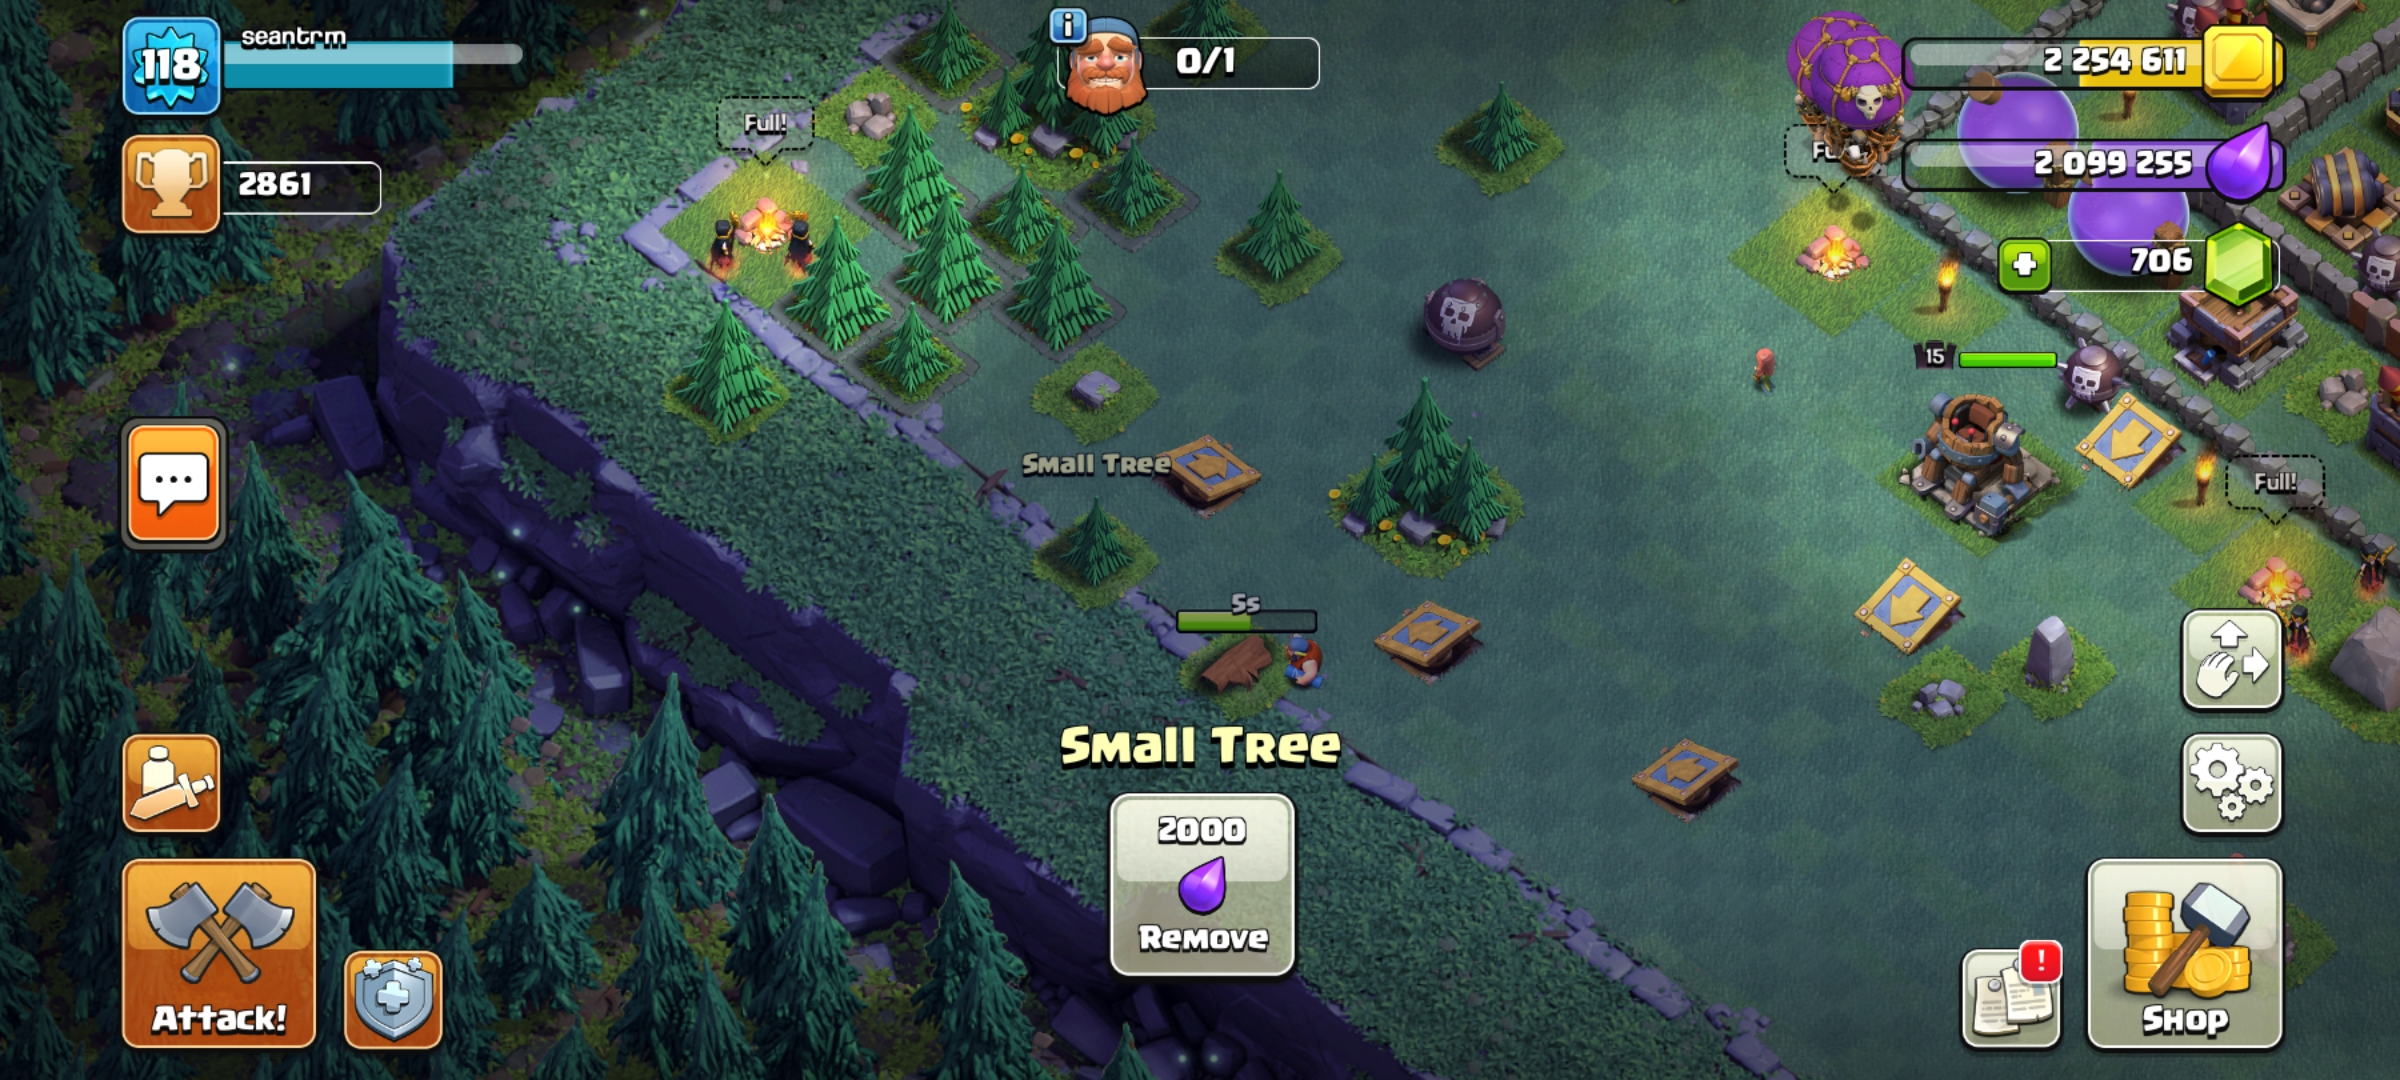 118
seantrm
0/1
2 254 611
2861
Full!
2 099 255
706
15
Small Tree
Full!
5s
Small Tree
2000
Remove
Attack!
!
Shop